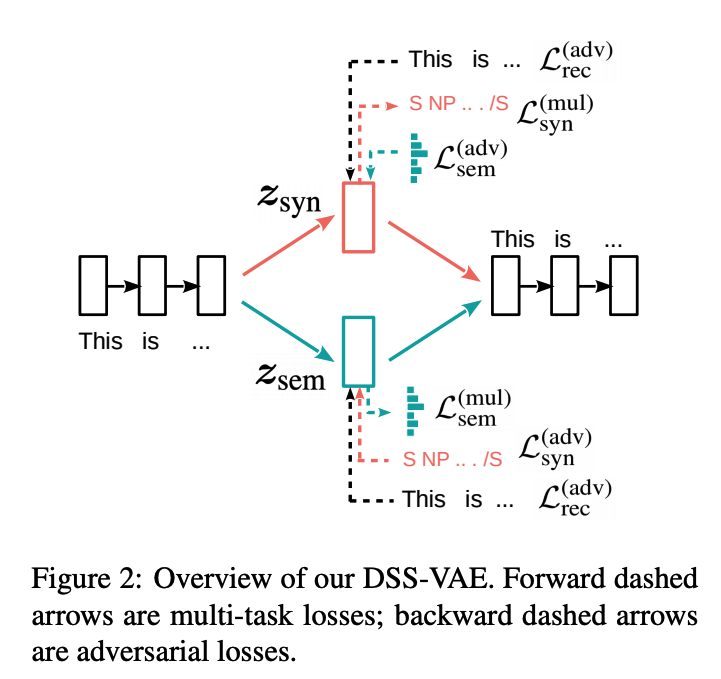 This is ... ℒ_rec^(adv)
S NP .. . /S ℒ_syn^(mul)
ℒ_sem^(adv)
z_syn
This is ...
This is ...
z_sem
ℒ_sem^(mul)
S NP .. . /S ℒ_syn^(adv)
This is ... ℒ_rec^(adv)
Figure 2: Overview of our DSS-VAE. Forward dashed
arrows are multi-task losses; backward dashed arrows
are adversarial losses.